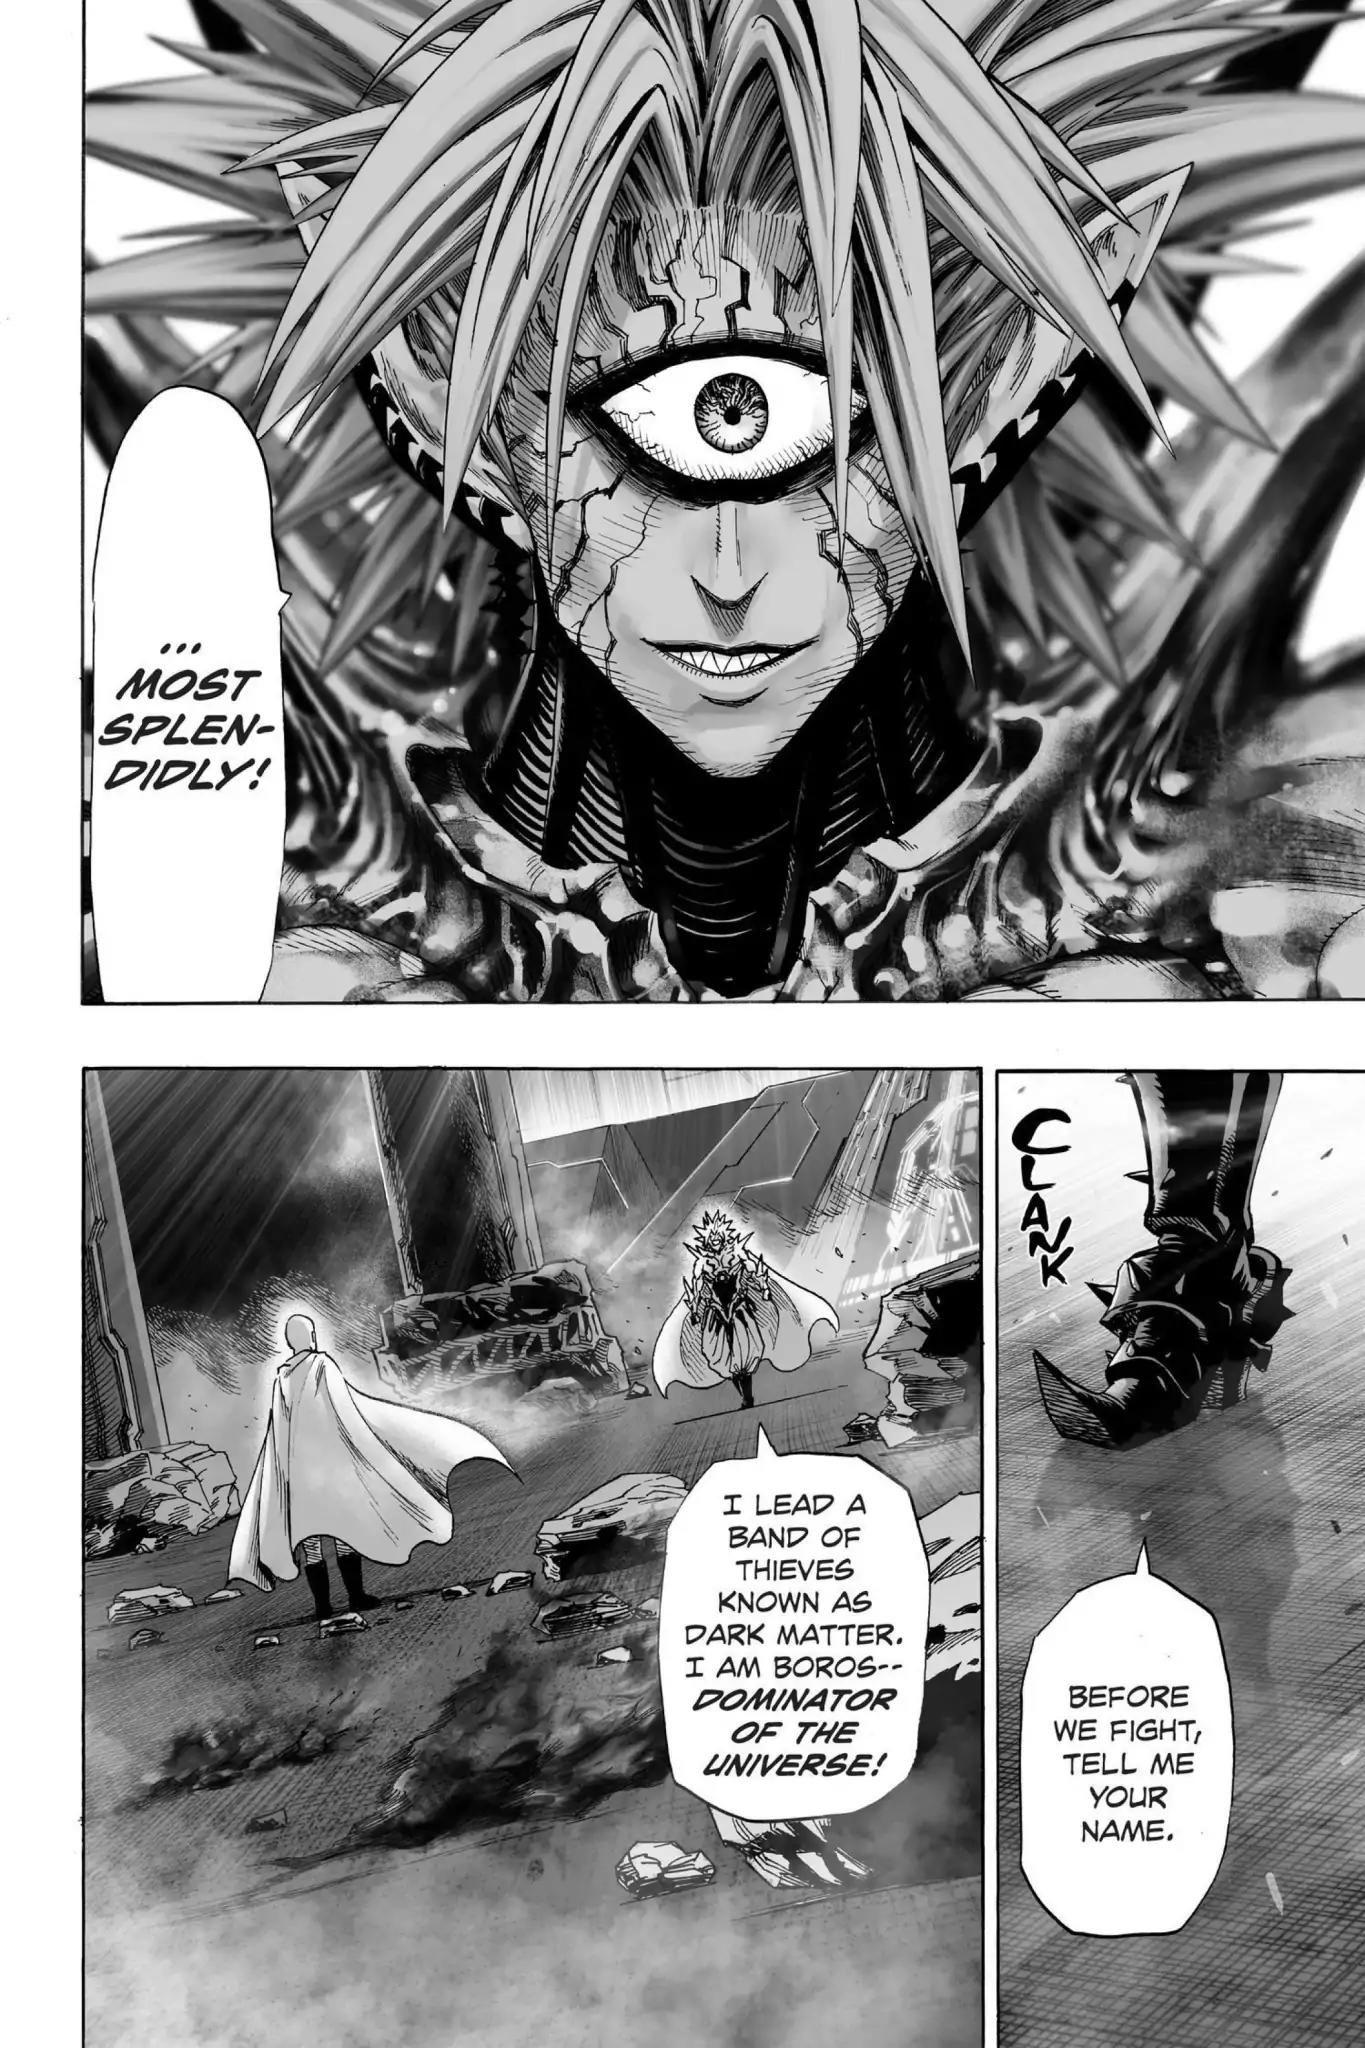 ...
MOST
SPLEN-
DIDLY!
CLANK
BEFORE
WE FIGHT,
TELL ME
YOUR
NAME.
I LEAD A
BAND OF
THIEVES
KNOWN AS
DARK MATTER.
I AM BOROS--
DOMINATOR
OF THE
UNIVERSE!